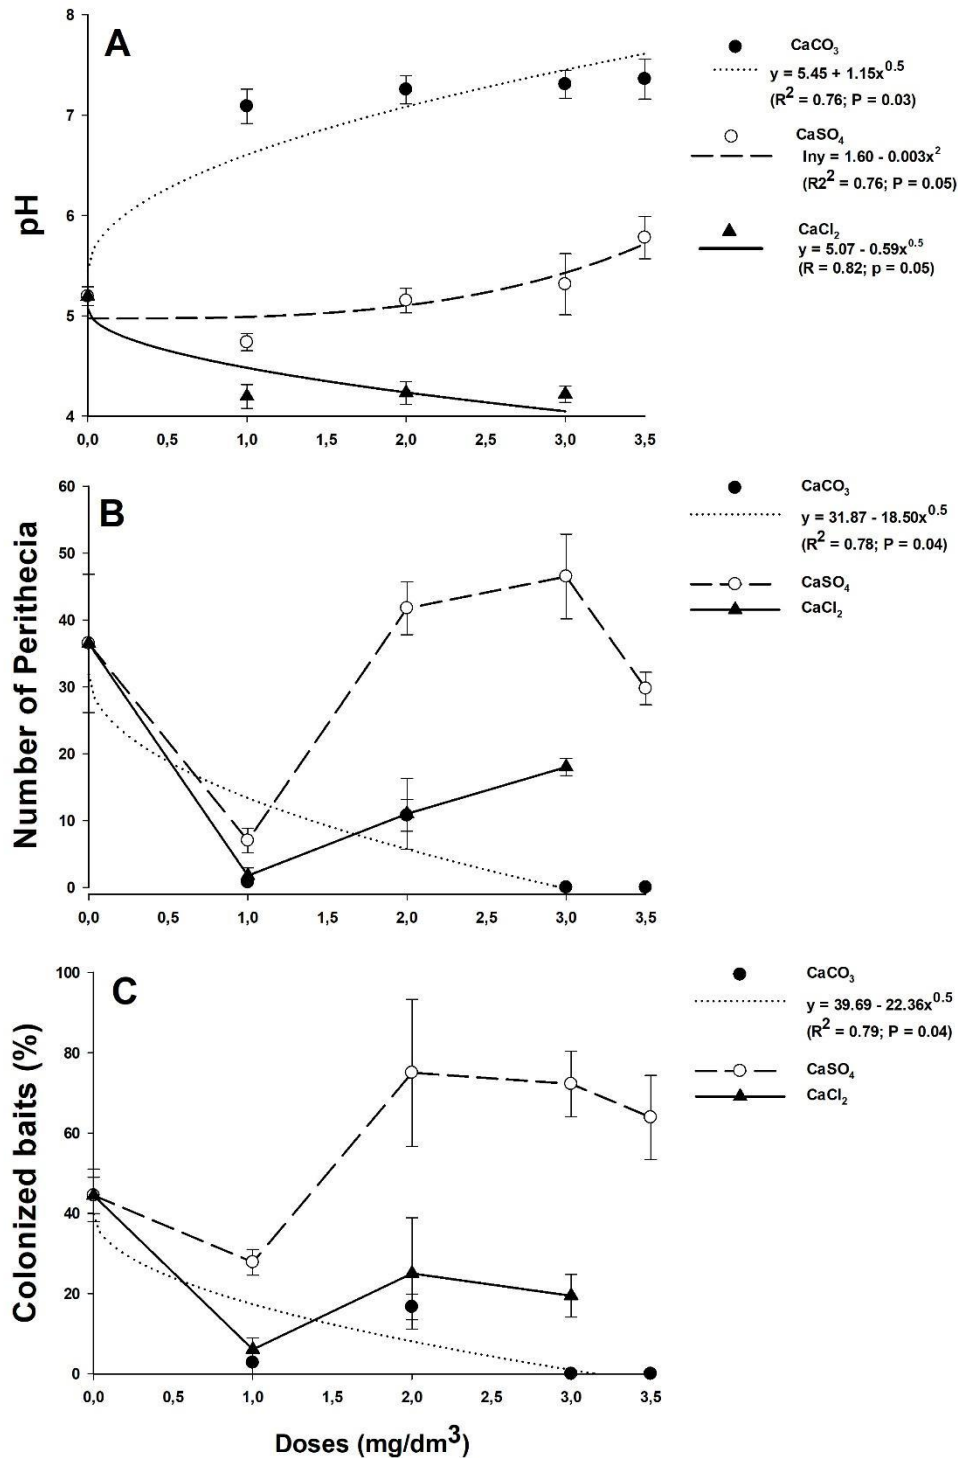 A
8
7
6
5
4
pH
0,0 0,5 1,0 1,5 2,0 2,5 3,0 3,5
CaCO3
y = 5.45 + 1.15x^0.5
(R^2 = 0.76; P = 0.03)
CaSO4
lny = 1.60 - 0.003x^2
(R2^2 = 0.76; P = 0.05)
CaCl2
y = 5.07 - 0.59x^0.5
(R = 0.82; p = 0.05)
B
60
50
40
30
20
10
0
Number of Perithecia
0,0 0,5 1,0 1,5 2,0 2,5 3,0 3,5
CaCO3
y = 31.87 - 18.50x^0.5
(R^2 = 0.78; P = 0.04)
CaSO4
CaCl2
C
100
80
60
40
20
0
Colonized baits (%)
0,0 0,5 1,0 1,5 2,0 2,5 3,0 3,5
Doses (mg/dm^3)
CaCO3
y = 39.69 - 22.36x^0.5
(R^2 = 0.79; P = 0.04)
CaSO4
CaCl2